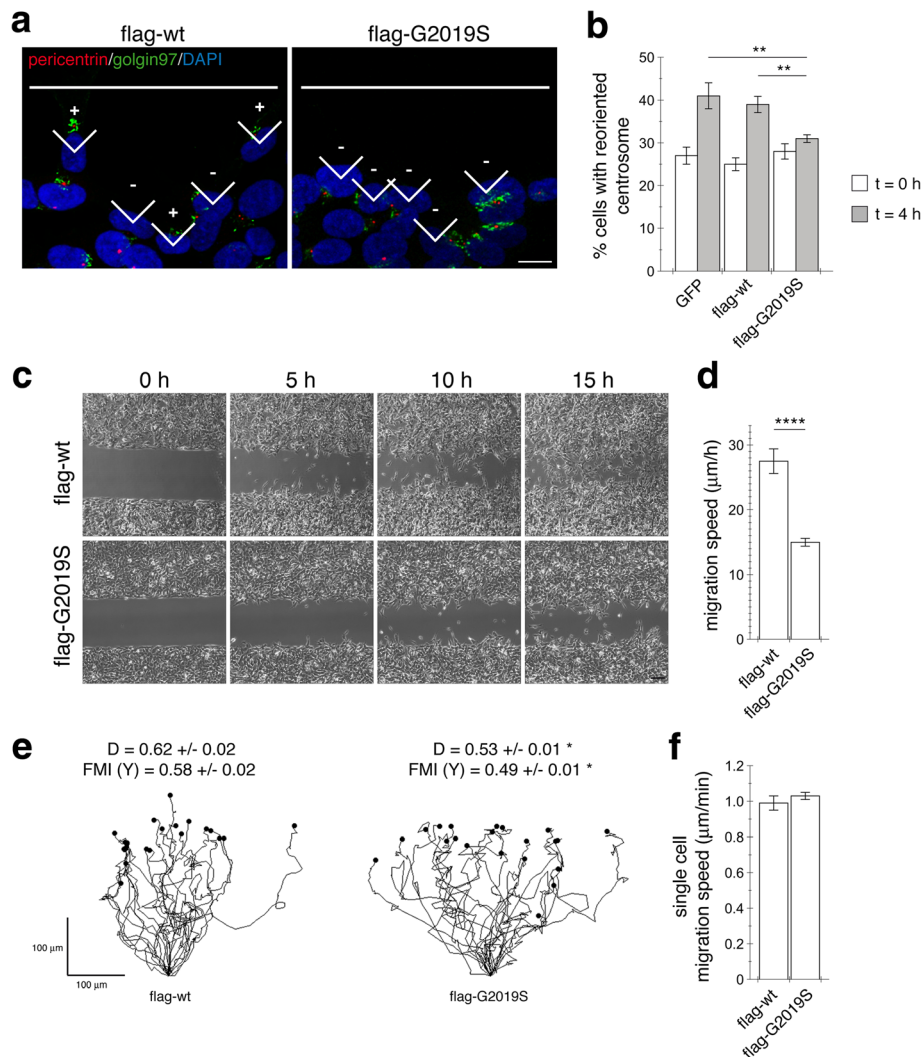 a
flag-wt
flag-G2019S
pericentrin/golgin97/DAPI
+
+
-
-
+
-
-
-
-
-
b
**
**
% cells with reoriented
centrosome
50
40
30
20
10
0
GFP
flag-wt
flag-G2019S
t = 0 h
t = 4 h
c
0 h
5 h
10 h
15 h
flag-wt
flag-G2019S
d
****
migration speed (μm/h)
30
20
10
0
flag-wt
flag-G2019S
e
D = 0.62 +/- 0.02
FMI (Y) = 0.58 +/- 0.02
D = 0.53 +/- 0.01 *
FMI (Y) = 0.49 +/- 0.01 *
100 μm
100 μm
flag-wt
flag-G2019S
f
single cell
migration speed (μm/min)
1.2
1.0
0.8
0.6
0.4
0.2
0
flag-wt
flag-G2019S